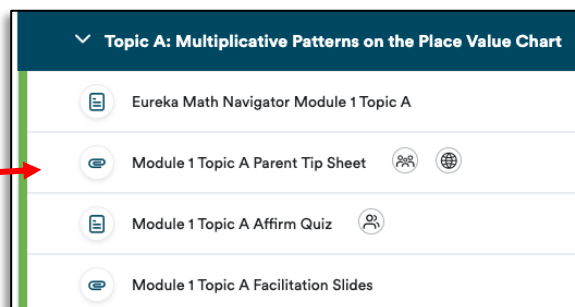 Topic A: Multiplicative Patterns on the Place Value Chart
Eureka Math Navigator Module 1 Topic A
Module 1 Topic A Parent Tip Sheet
Module 1 Topic A Affirm Quiz
Module 1 Topic A Facilitation Slides